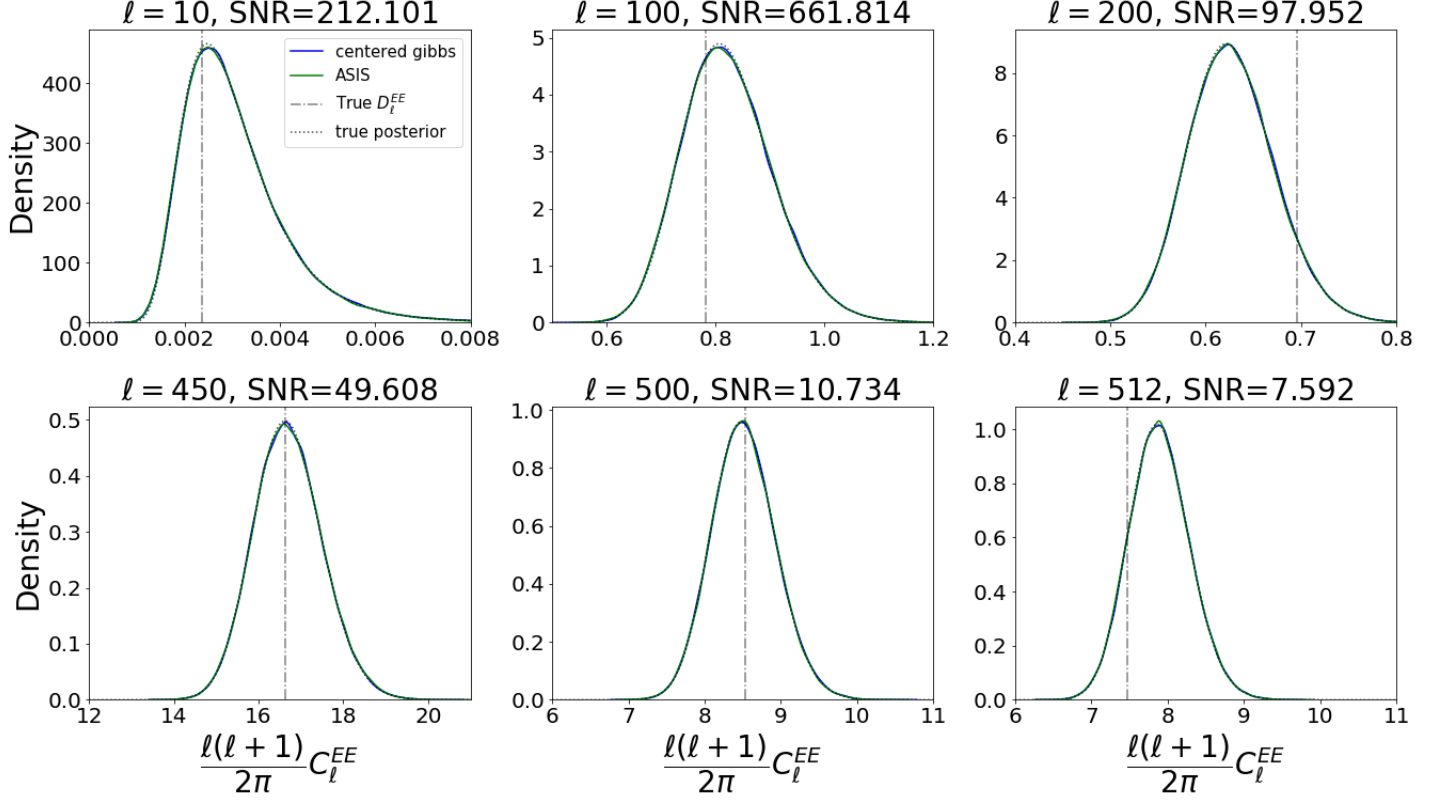 ℓ = 10, SNR=212.101
ℓ = 100, SNR=661.814
ℓ = 200, SNR=97.952
centered gibbs
ASIS
True D_ℓ^{EE}
true posterior
Density
400
300
200
100
0
0.000 0.002 0.004 0.006 0.008
5
4
3
2
1
0
0.6 0.8 1.0 1.2
8
6
4
2
0
0.4 0.5 0.6 0.7 0.8
ℓ = 450, SNR=49.608
ℓ = 500, SNR=10.734
ℓ = 512, SNR=7.592
Density
0.5
0.4
0.3
0.2
0.1
0.0
12 14 16 18 20
1.0
0.8
0.6
0.4
0.2
0.0
6 7 8 9 10 11
1.0
0.8
0.6
0.4
0.2
0.0
6 7 8 9 10 11
\frac{ℓ(ℓ + 1)}{2π} C_ℓ^{EE}
\frac{ℓ(ℓ + 1)}{2π} C_ℓ^{EE}
\frac{ℓ(ℓ + 1)}{2π} C_ℓ^{EE}